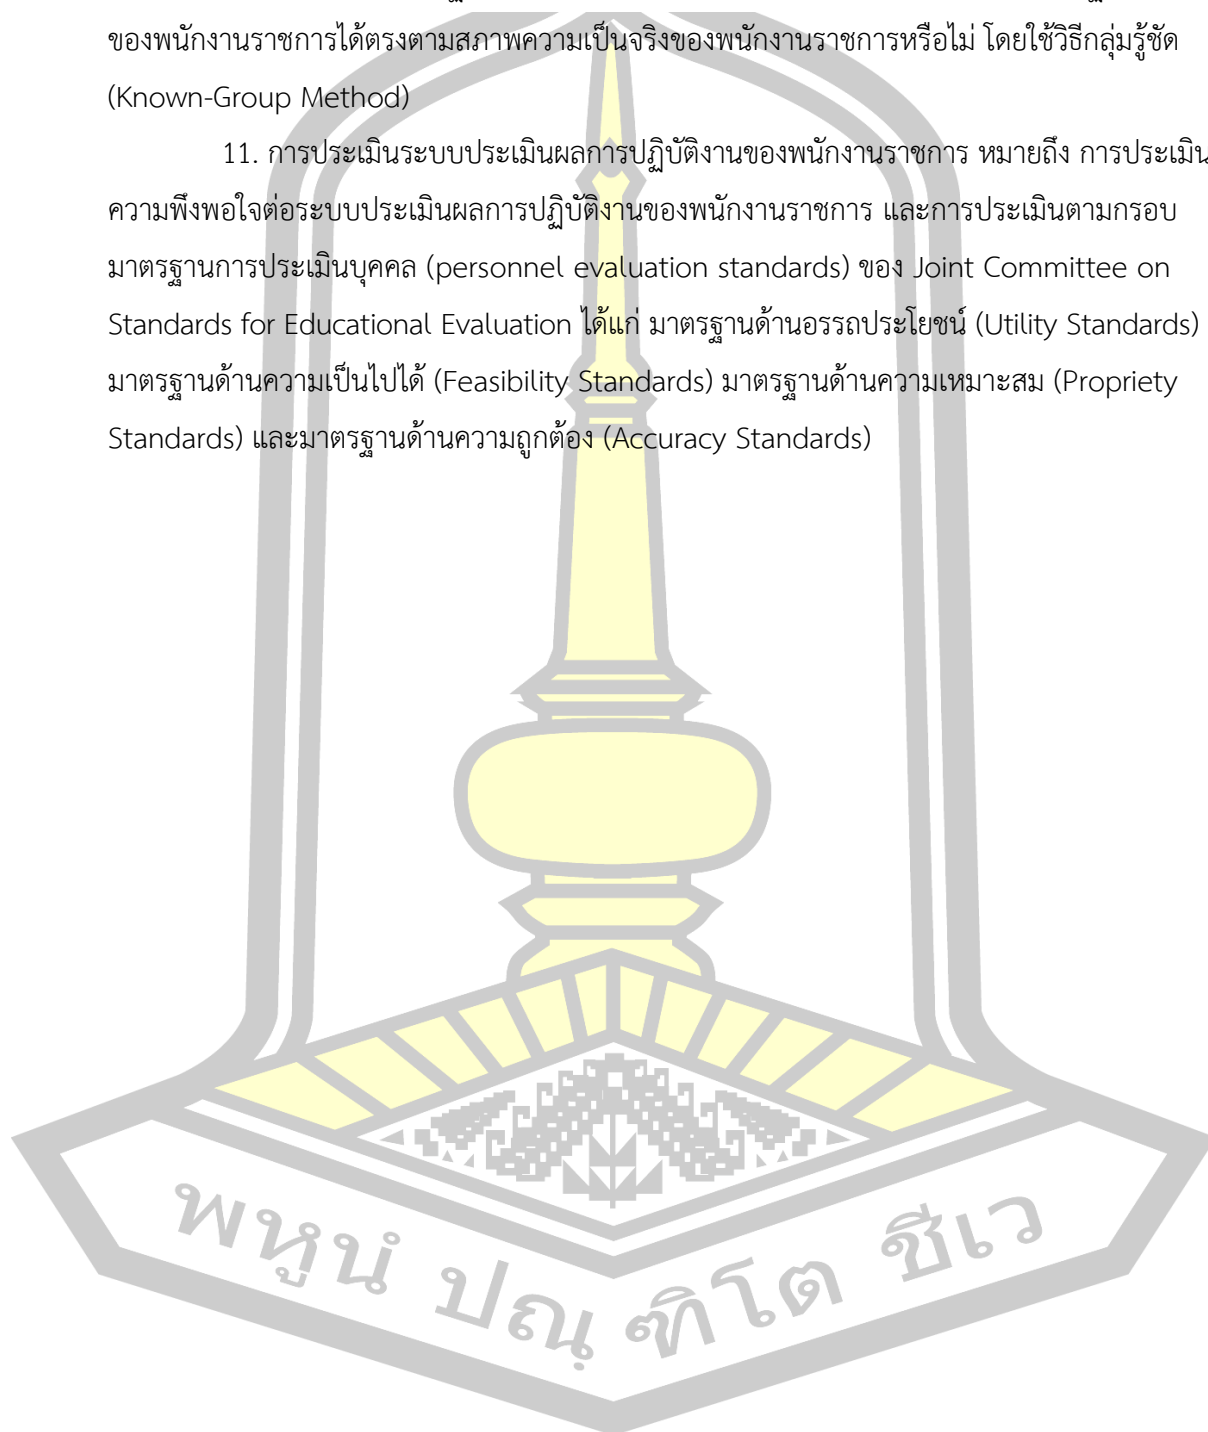 ของพนักงานราชการได้ตรงตามสภาพความเป็นจริงของพนักงานราชการหรือไม่ โดยใช้วิธีกลุ่มรู้ชัด
(Known-Group Method)
11. การประเมินระบบประเมินผลการปฏิบัติงานของพนักงานราชการ หมายถึง การประเมิน
ความพึงพอใจต่อระบบประเมินผลการปฏิบัติงานของพนักงานราชการ และการประเมินตามกรอบ
มาตรฐานการประเมินบุคคล (personnel evaluation standards) ของ Joint Committee on
Standards for Educational Evaluation ได้แก่ มาตรฐานด้านอรรถประโยชน์ (Utility Standards)
มาตรฐานด้านความเป็นไปได้ (Feasibility Standards) มาตรฐานด้านความเหมาะสม (Propriety
Standards) และมาตรฐานด้านความถูกต้อง (Accuracy Standards)
พหูนํ ปณฺฑิโต ชีเว